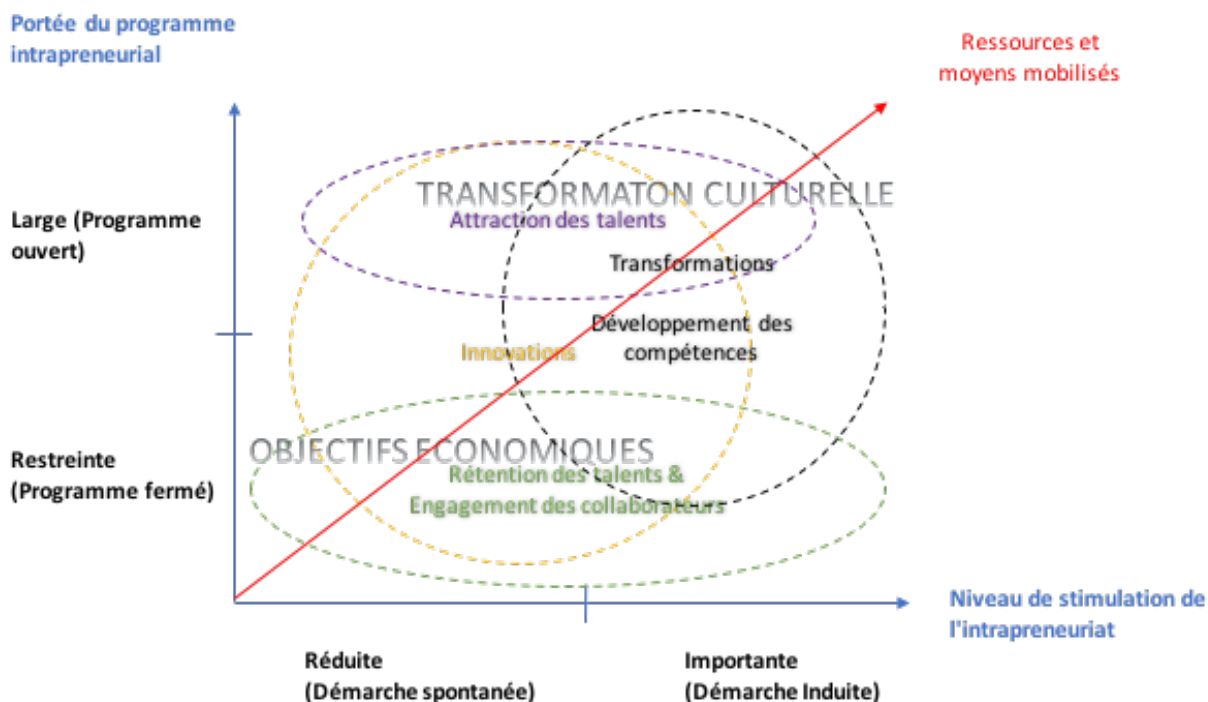 Portée du programme
intrapreneurial
Ressources et
moyens mobilisés
TRANSFORMATON CULTURELLE
Large (Programme
ouvert)
Attraction des talents
Transformations
Développement des
compétences
Innovations
OBJECTIFS ECONOMIQUES
Restreinte
(Programme fermé)
Rétention des talents &
Engagement des collaborateurs
Niveau de stimulation de
l'intrapreneuriat
Réduite
(Démarche spontanée)
Importante
(Démarche Induite)